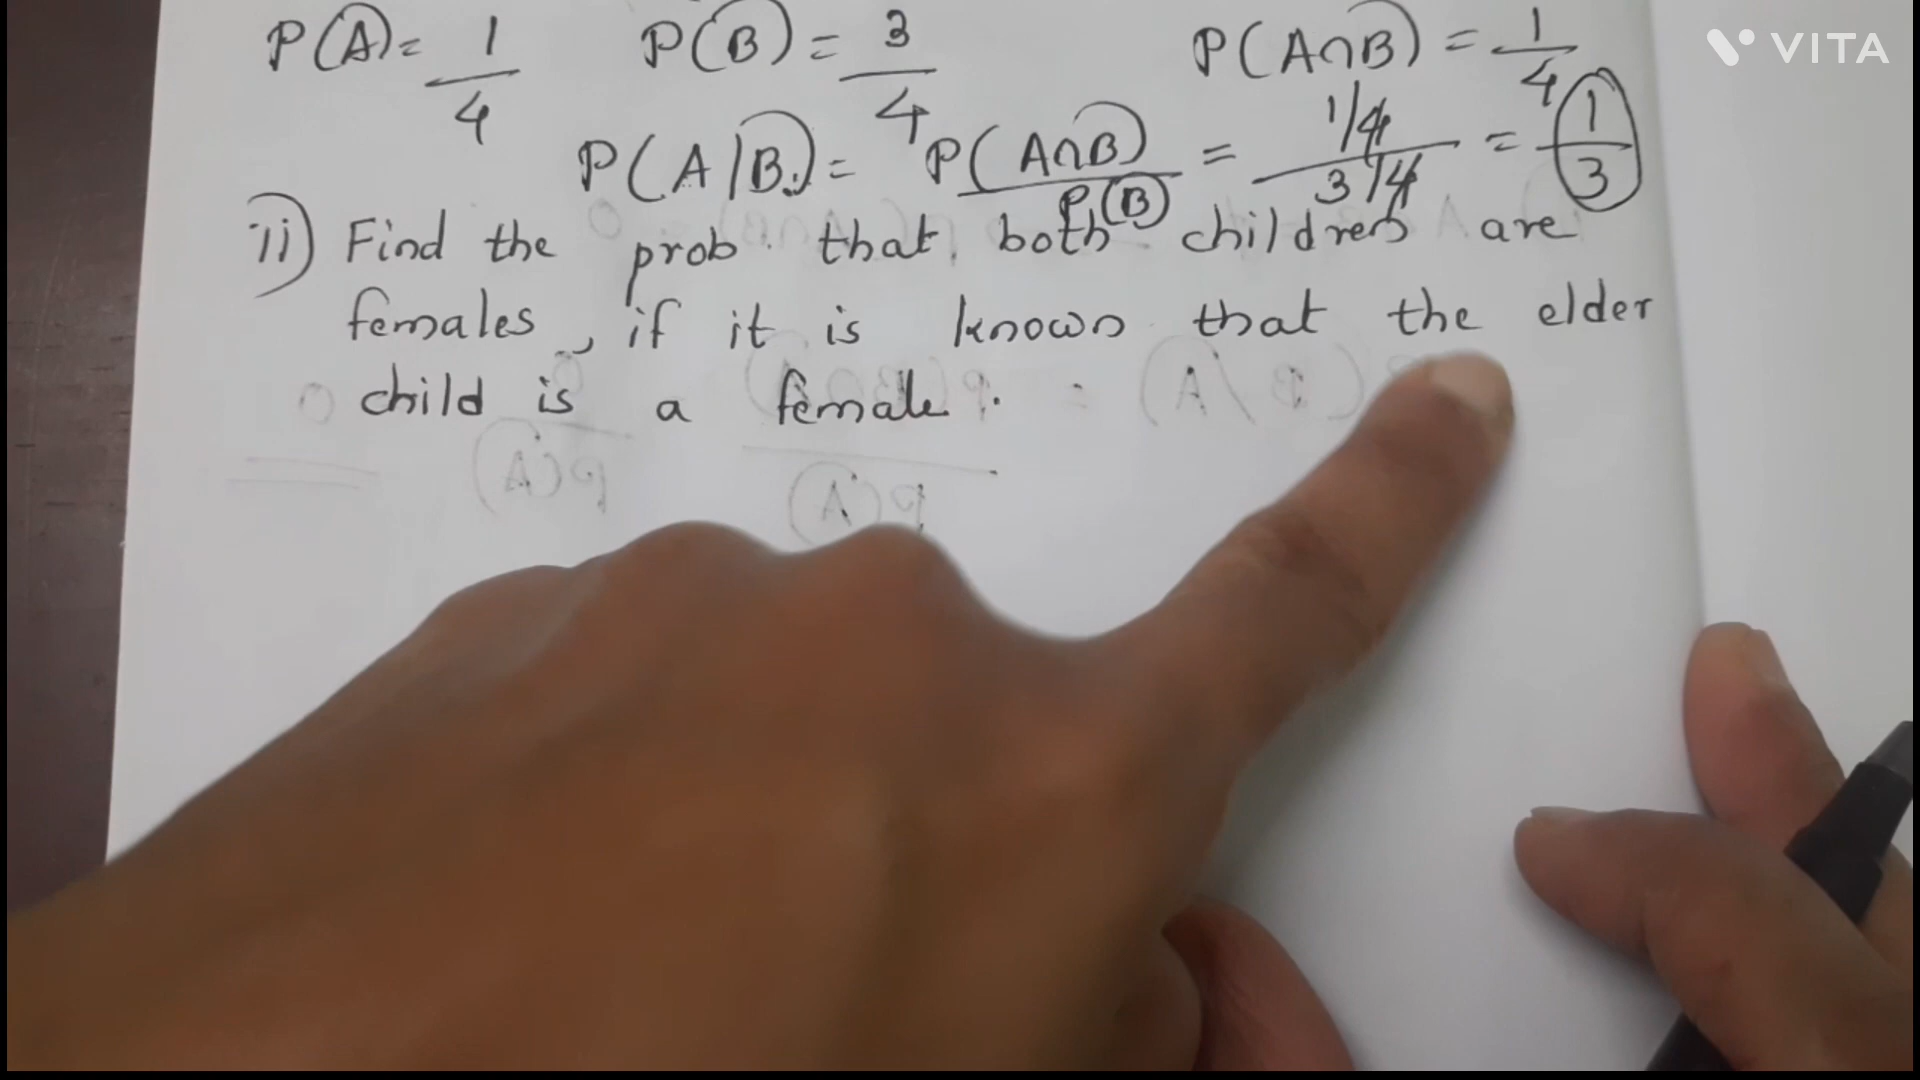 P(A) = 1/4 P(B) = 3/4 P(A∩B) = 1/4
VITA
P(A|B) = P(A∩B)/P(B) = 1/4 / 3/4 = 1/3
ii) Find the prob. that both children are
females, if it is known that the elder
child is a female.